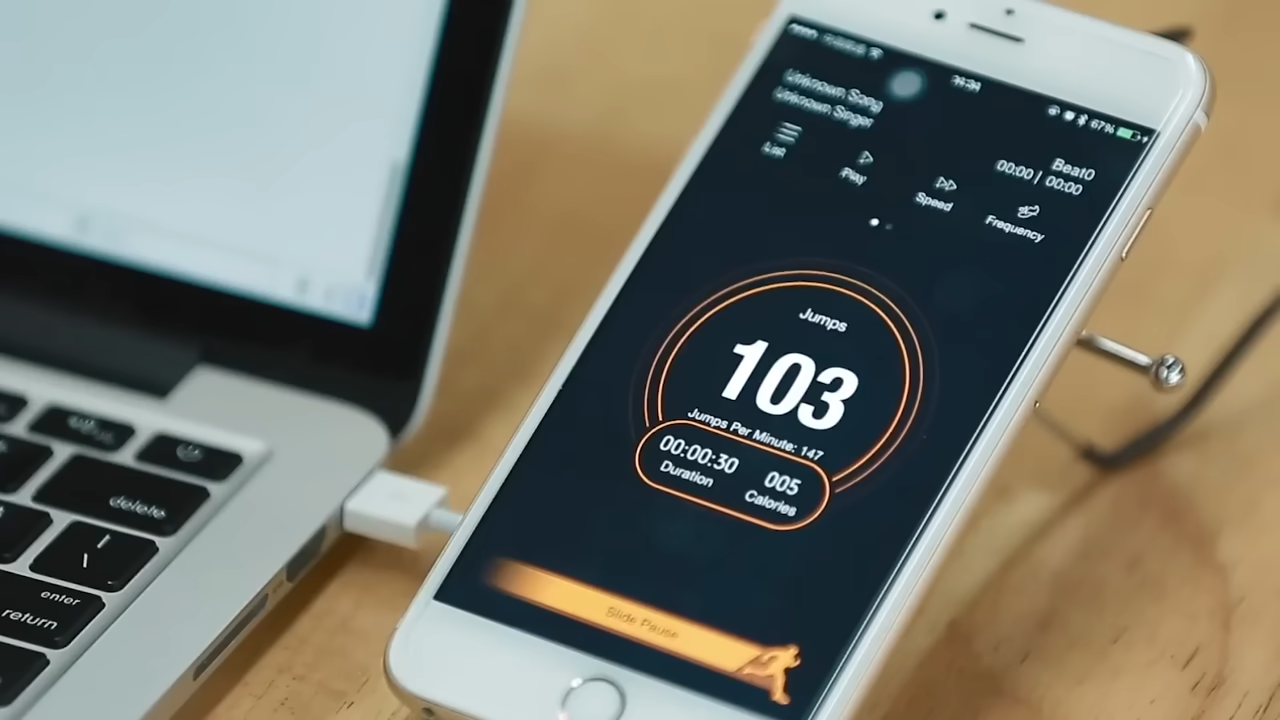 Unknown Song
Unknown Singer
67%
List
Play
Speed
Frequency
Beat0
00:00 / 00:00
Jumps
103
Jumps Per Minute: 147
00:00:30
Duration
005
Calories
Slide Pause
delete
enter
return